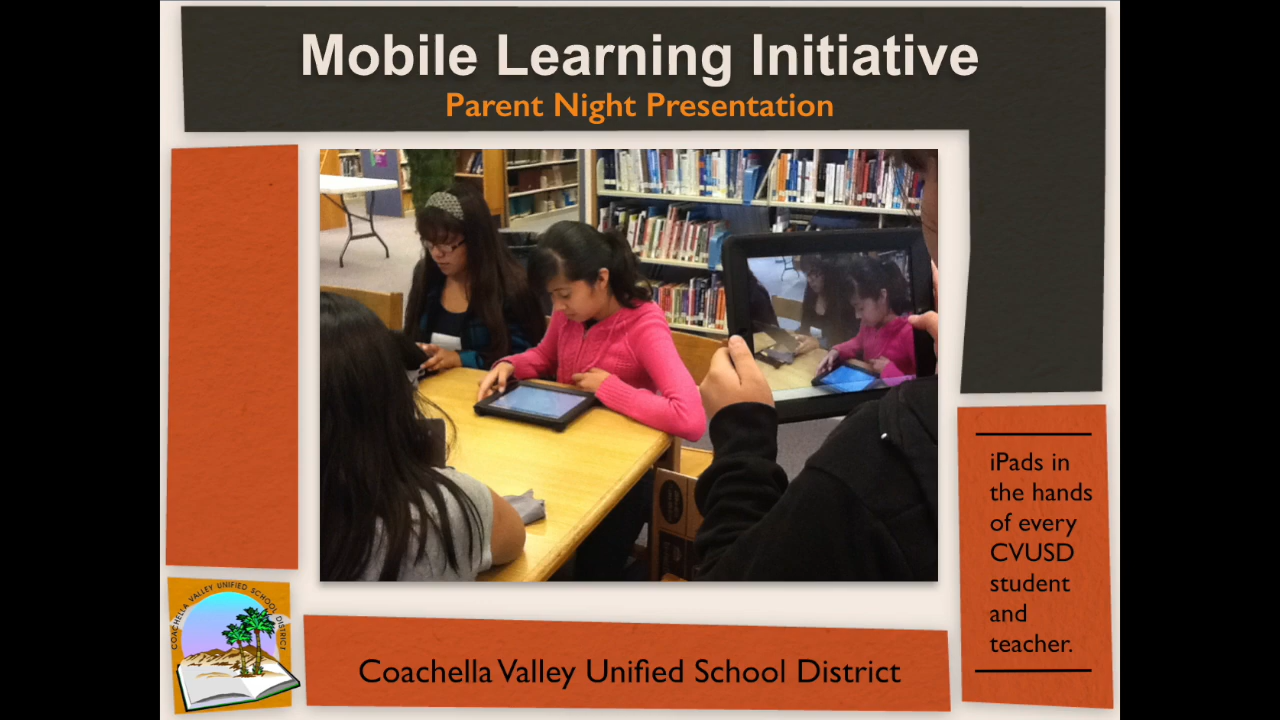 Mobile Learning Initiative
Parent Night Presentation
iPads in
the hands
of every
CVUSD
student
and
teacher.
COACHELLA VALLEY UNIFIED SCHOOL DISTRICT
Coachella Valley Unified School District